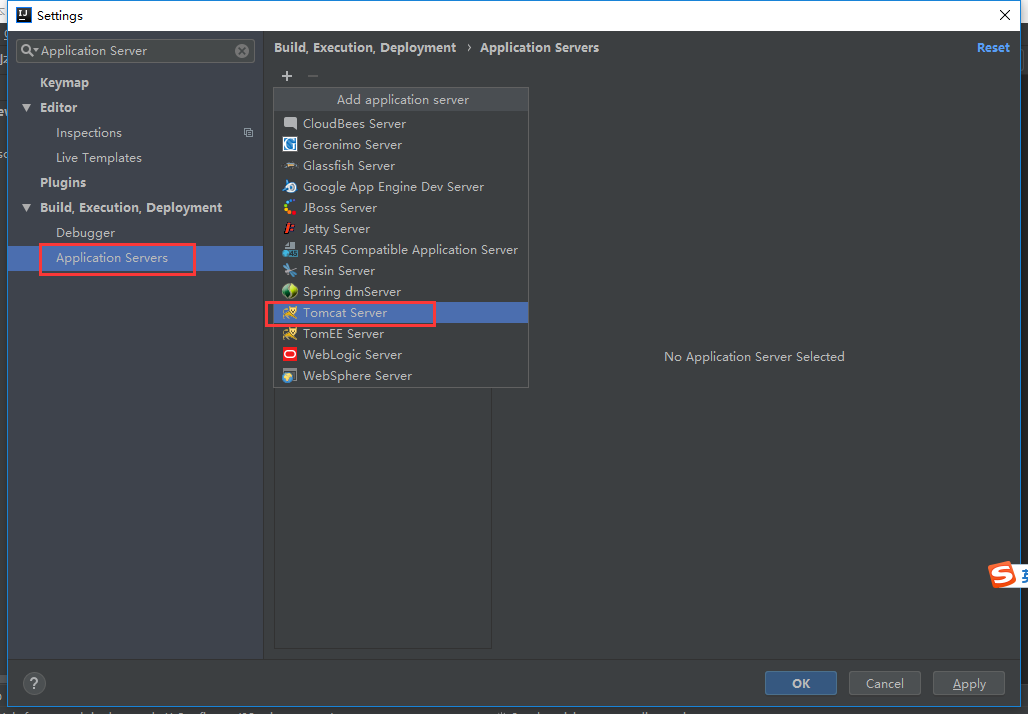 Settings
Application Server
Keymap
Editor
Inspections
Live Templates
Plugins
Build, Execution, Deployment
Debugger
Application Servers
Build, Execution, Deployment › Application Servers
Reset
Add application server
CloudBees Server
Geronimo Server
Glassfish Server
Google App Engine Dev Server
JBoss Server
Jetty Server
JSR45 Compatible Application Server
Resin Server
Spring dmServer
Tomcat Server
TomEE Server
WebLogic Server
WebSphere Server
No Application Server Selected
?
OK
Cancel
Apply